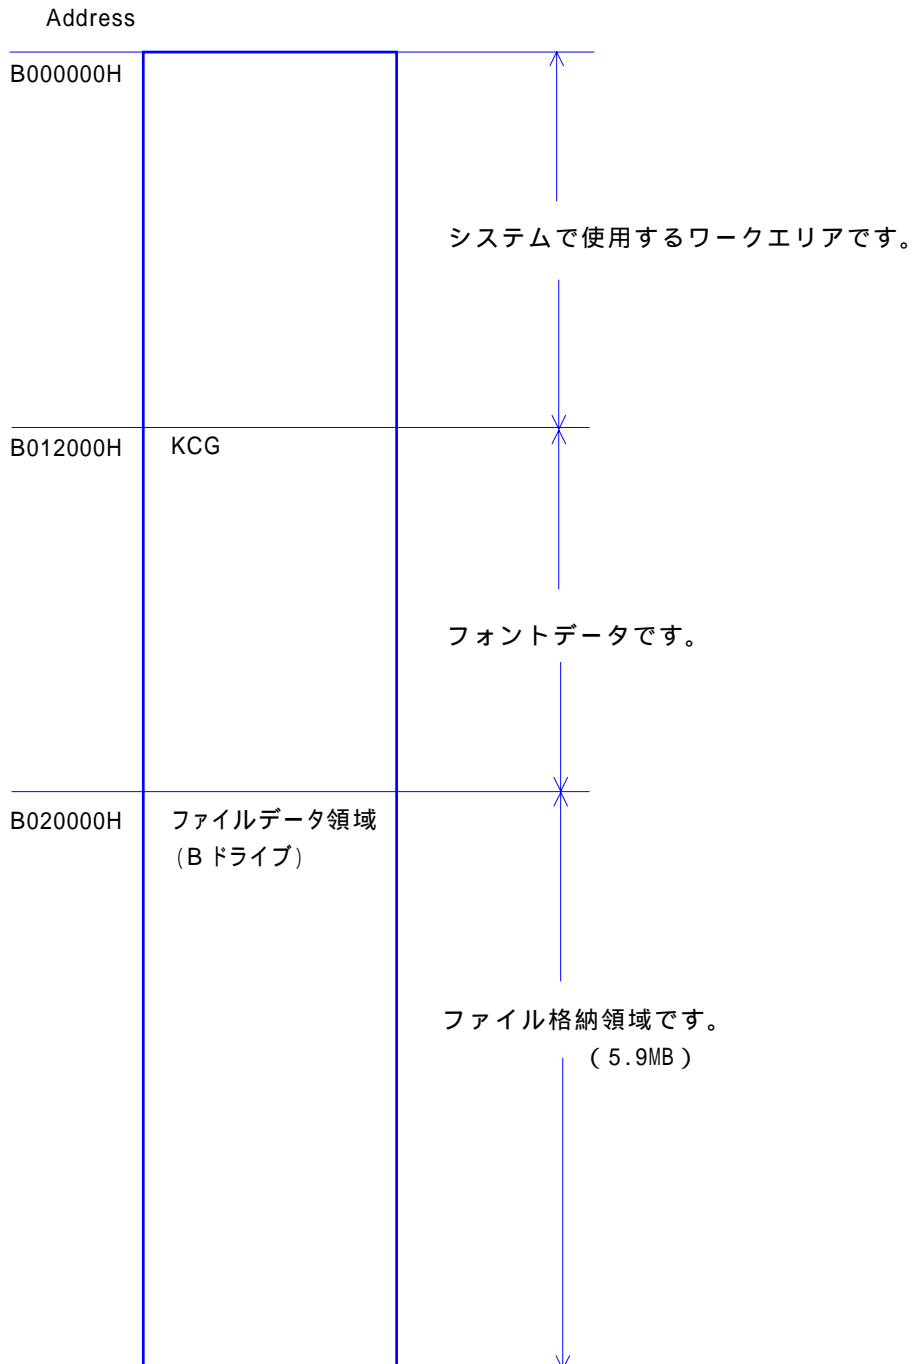 Address
B000000H
システムで使用するワークエリアです。
B012000H
KCG
フォントデータです。
B020000H
ファイルデータ領域
(B ドライブ)
ファイル格納領域です。
(5.9MB)